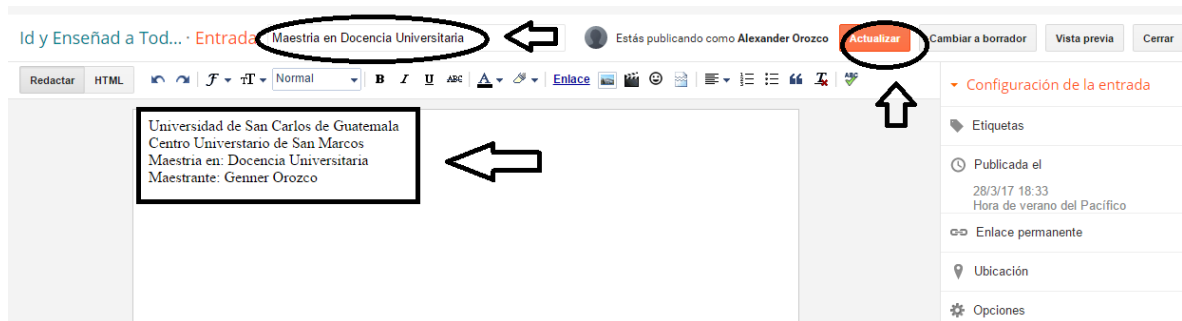 Id y Enseñad a Tod... · Entrada
Maestria en Docencia Universitaria
Estás publicando como Alexander Orozco
Actualizar
Cambiar a borrador
Vista previa
Cerrar
Redactar
HTML
Normal
B I U ABC A
Enlace
ABC
Configuración de la entrada
Universidad de San Carlos de Guatemala
Centro Universtario de San Marcos
Maestria en: Docencia Universitaria
Maestrante: Genner Orozco
Etiquetas
Publicada el
28/3/17 18:33
Hora de verano del Pacífico
Enlace permanente
Ubicación
Opciones